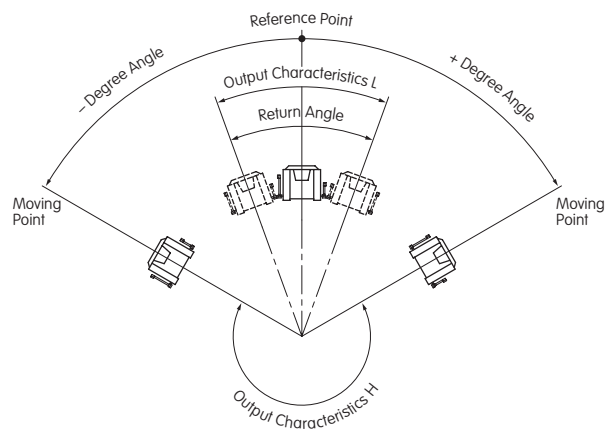 Reference Point
– Degree Angle
+ Degree Angle
Output Characteristics L
Return Angle
Moving
Point
Moving
Point
Output Characteristics H